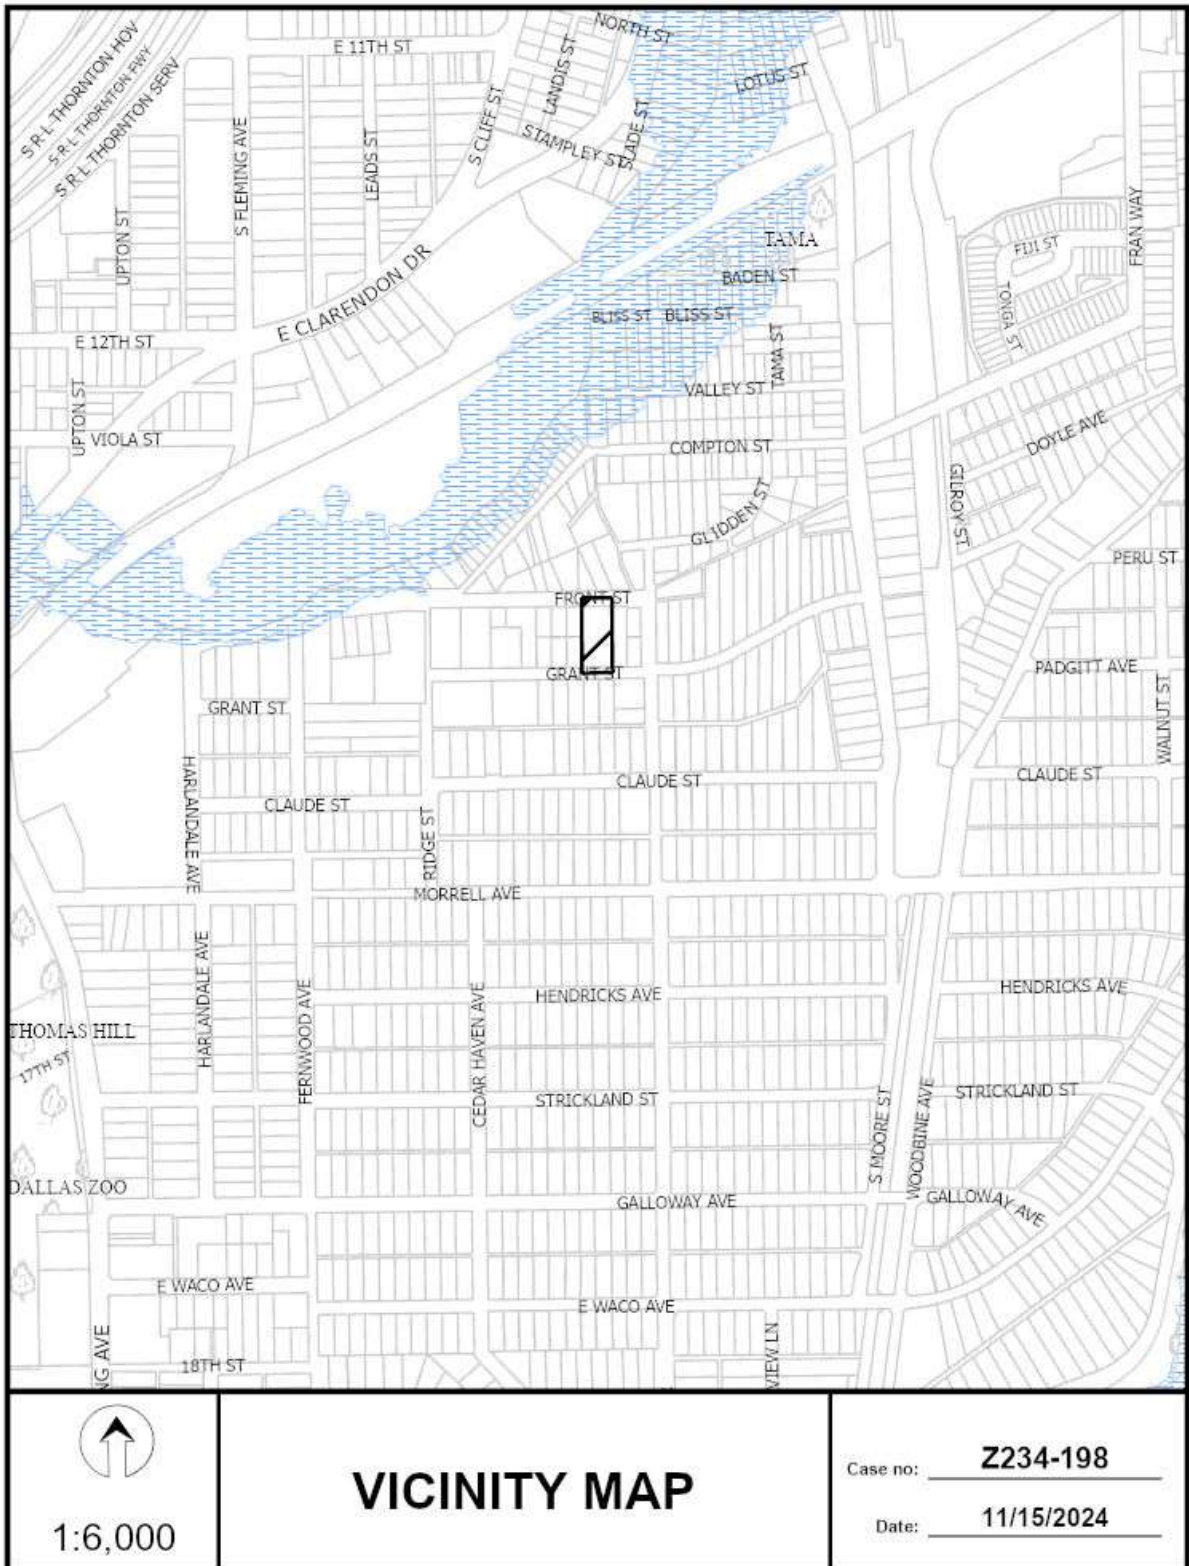 NORTH ST
E 11TH ST
S R L THORNTON HOV
S R L THORNTON FWY
S R L THORNTON SERV
LANDIS ST
LOTUS ST
S CLIFF ST
SLADE ST
STAMPLEY ST
S FLEMING AVE
LEADS ST
UPTON ST
FRAN WAY
TAMA
FIJI ST
BADEN ST
E CLARENDON DR
TONGA ST
BLISS ST
BLISS ST
E 12TH ST
TAMA ST
UPTON ST
VALLEY ST
VIOLA ST
COMPTON ST
DOYLE AVE
GLIDDEN ST
GILROY ST
PERU ST
FRONT ST
GRANT ST
PADGITT AVE
GRANT ST
WALNUT ST
CLAUDE ST
CLAUDE ST
HARLANDALE AVE
CLAUDE ST
RIDGE ST
MORRELL AVE
HARLANDALE AVE
FERNWOOD AVE
CEDAR HAVEN AVE
HENDRICKS AVE
HENDRICKS AVE
THOMAS HILL
17TH ST
STRICKLAND ST
STRICKLAND ST
S MOORE ST
WOODBINE AVE
DALLAS ZOO
GALLOWAY AVE
GALLOWAY AVE
E WACO AVE
E WACO AVE
NG AVE
18TH ST
VIEW LN
1:6,000
VICINITY MAP
Case no: Z234-198
Date: 11/15/2024